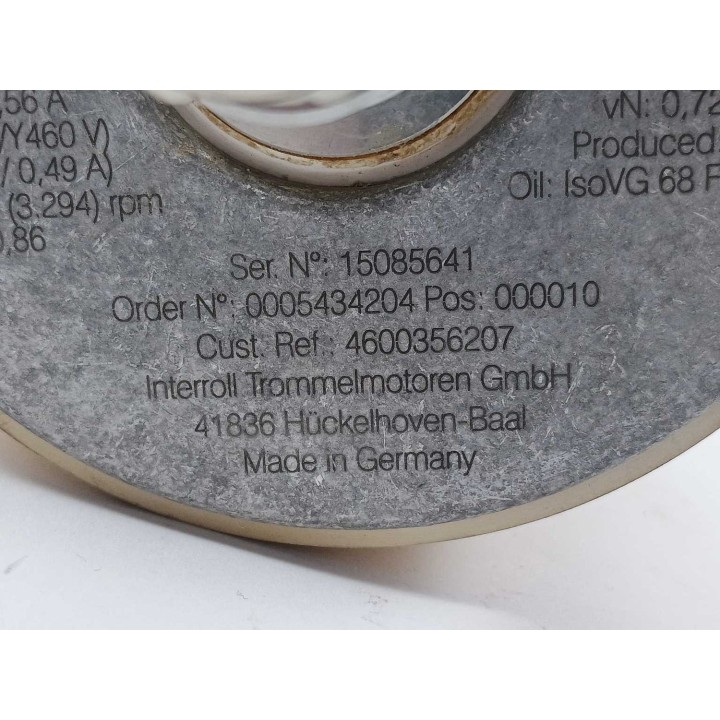 ,56 A
/Y460 V)
/ 0,49 A)
(3.294) rpm
0,86
vN: 0,72
Produced:
Oil: IsoVG 68 F
Ser. N°: 15085641
Order N°: 0005434204 Pos: 000010
Cust. Ref.: 4600356207
Interroll Trommelmotoren GmbH
41836 Hückelhoven-Baal
Made in Germany